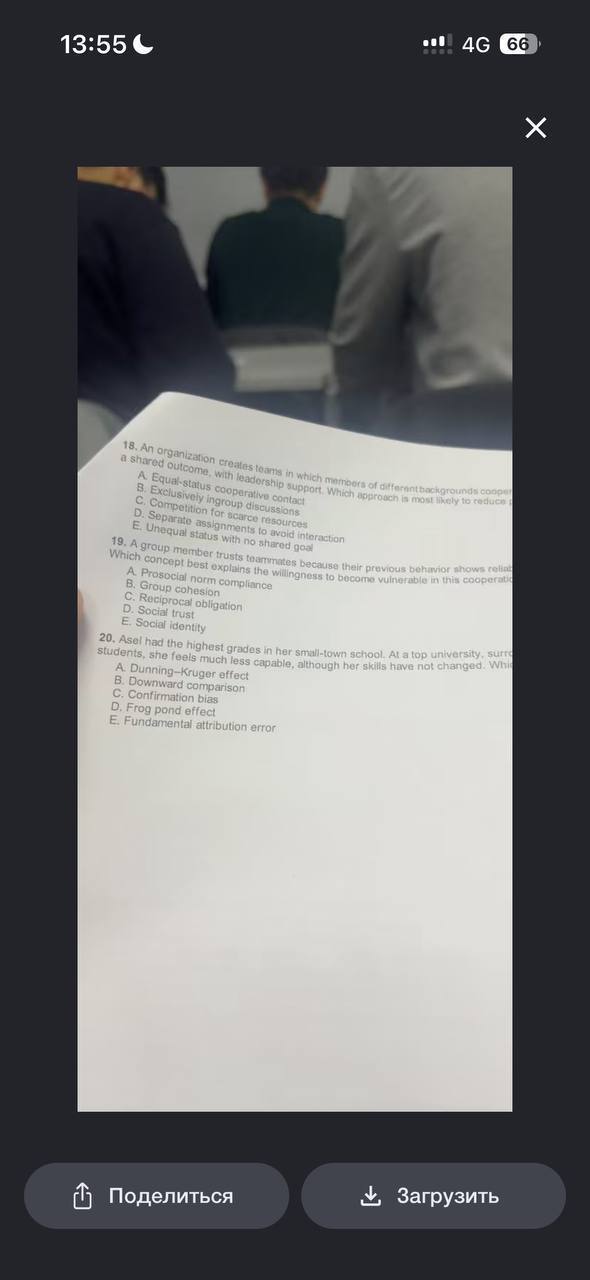 13:55
4G
66
18. An organization creates teams in which members of different backgrounds
a shared outcome, with leadership support. Which approach is most likely to reduce
A. Equal-status cooperative contact
B. Exclusively ingroup discussions
C. Competition for scarce resources
D. Separate assignments to avoid interaction
E. Unequal status with no shared goal
19. A group member trusts teammates because their previous behavior shows
Which concept best explains the willingness to become vulnerable in this
A. Prosocial norm compliance
B. Group cohesion
C. Reciprocal obligation
D. Social trust
E. Social identity
20. Asel had the highest grades in her small-town school. At a top university,
students, she feels much less capable, although her skills have not changed.
A. Dunning–Kruger effect
B. Downward comparison
C. Confirmation bias
D. Frog pond effect
E. Fundamental attribution error
Поделиться
Загрузить